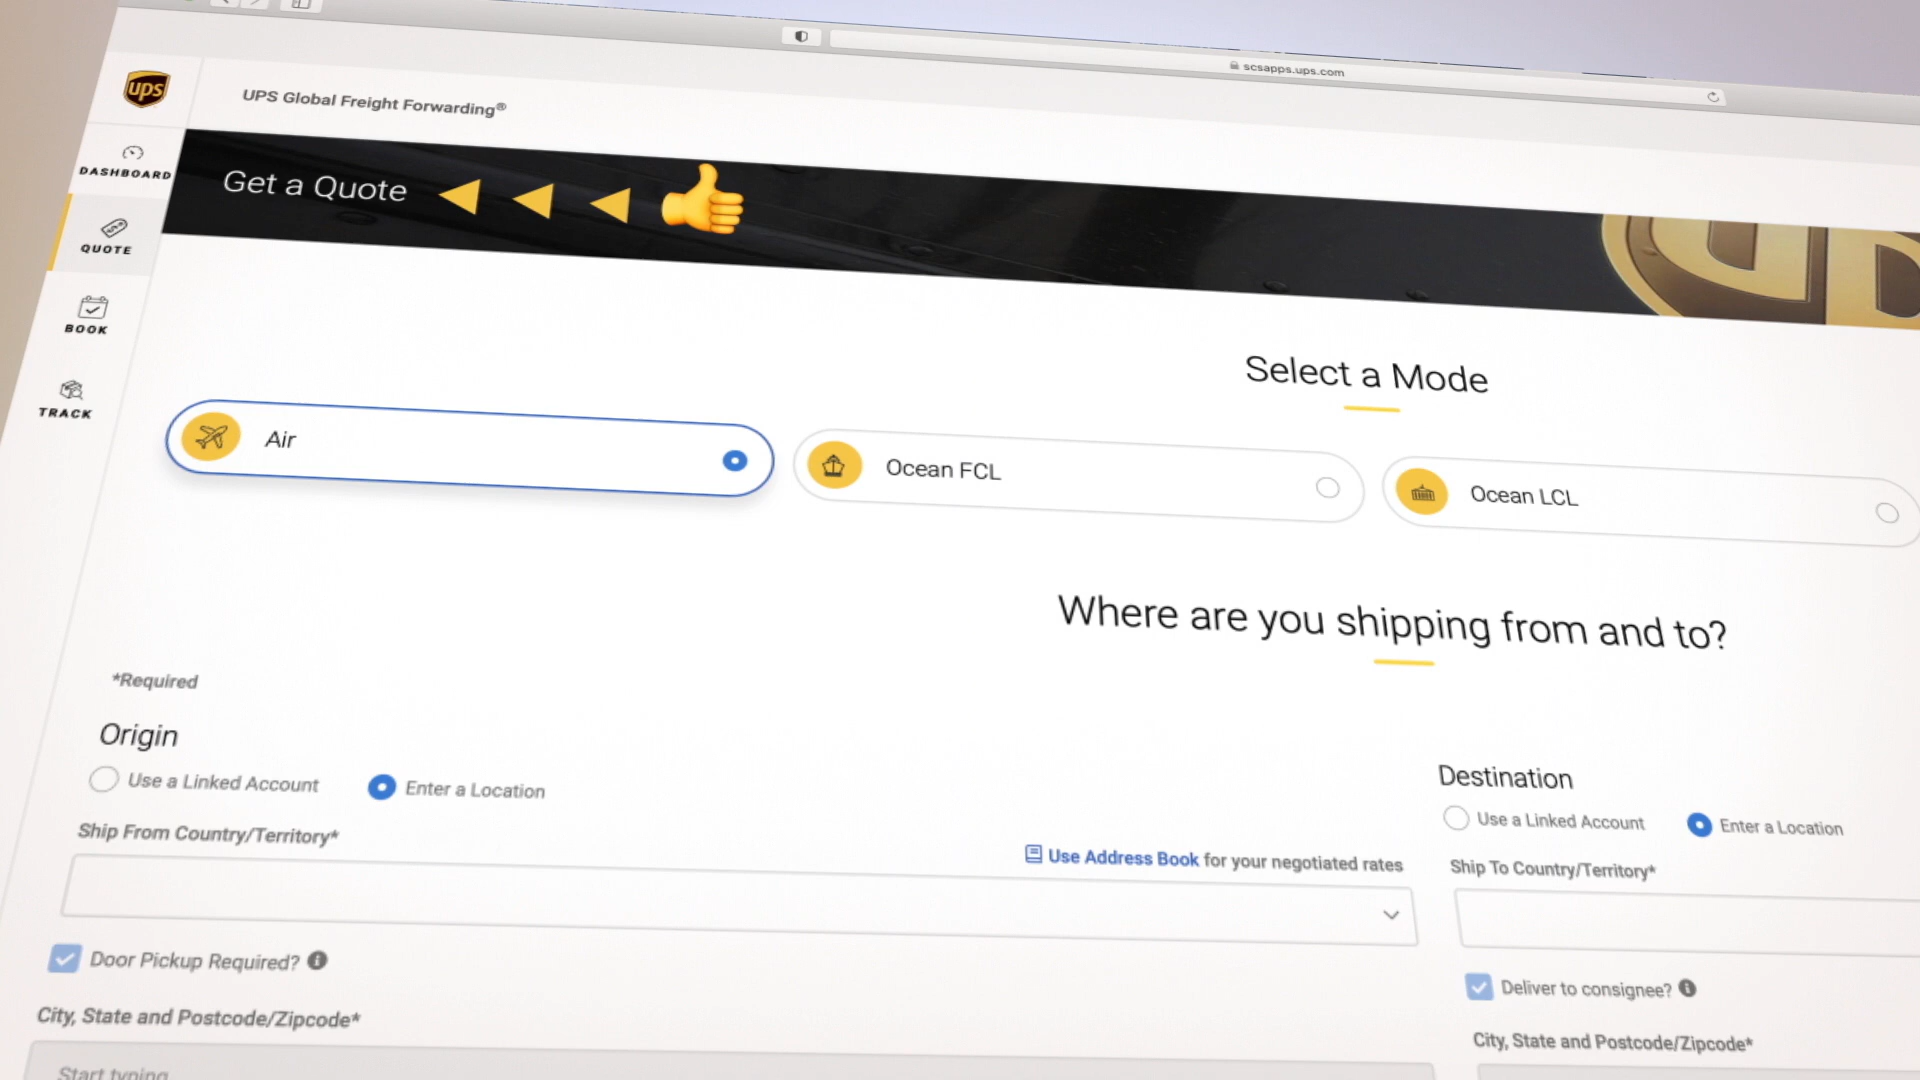 scsapps.ups.com
ups
UPS Global Freight Forwarding®
DASHBOARD
Get a Quote
QUOTE
BOOK
TRACK
Select a Mode
Air
Ocean FCL
Ocean LCL
Where are you shipping from and to?
*Required
Origin
Use a Linked Account
Enter a Location
Ship From Country/Territory*
Use Address Book for your negotiated rates
Door Pickup Required?
City, State and Postcode/Zipcode*
Start typing
Destination
Use a Linked Account
Enter a Location
Ship To Country/Territory*
Deliver to consignee?
City, State and Postcode/Zipcode*